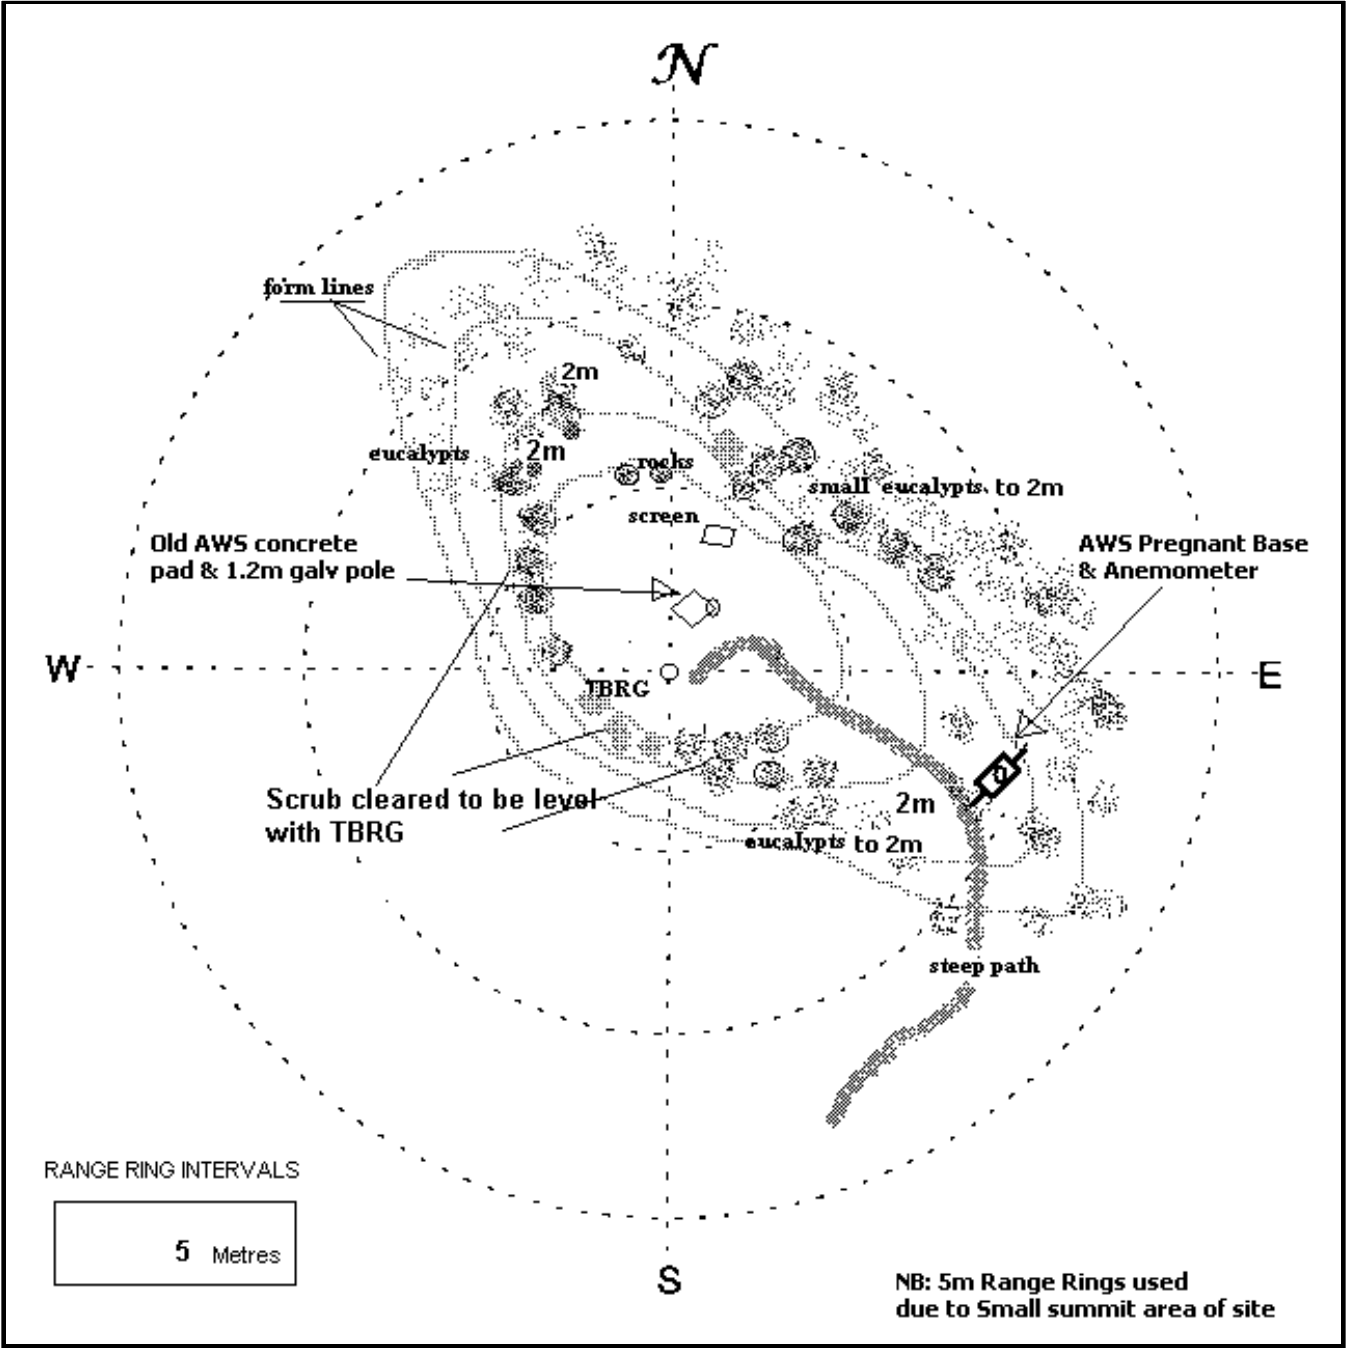 N
form lines
2m
eucalypts
2m
rocks
small eucalypts to 2m
screen
Old AWS concrete
pad & 1.2m galv pole
AWS Pregnant Base
& Anemometer
W
E
TBRG
Scrub cleared to be level
with TBRG
2m
eucalypts to 2m
steep path
RANGE RING INTERVALS
5 Metres
S
NB: 5m Range Rings used
due to Small summit area of site